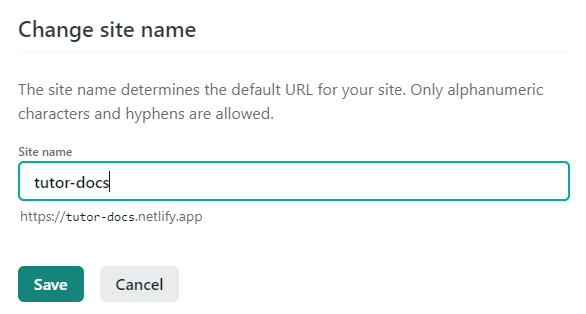 Change site name
The site name determines the default URL for your site. Only alphanumeric
characters and hyphens are allowed.
Site name
tutor-docs
https://tutor-docs.netlify.app
Save Cancel